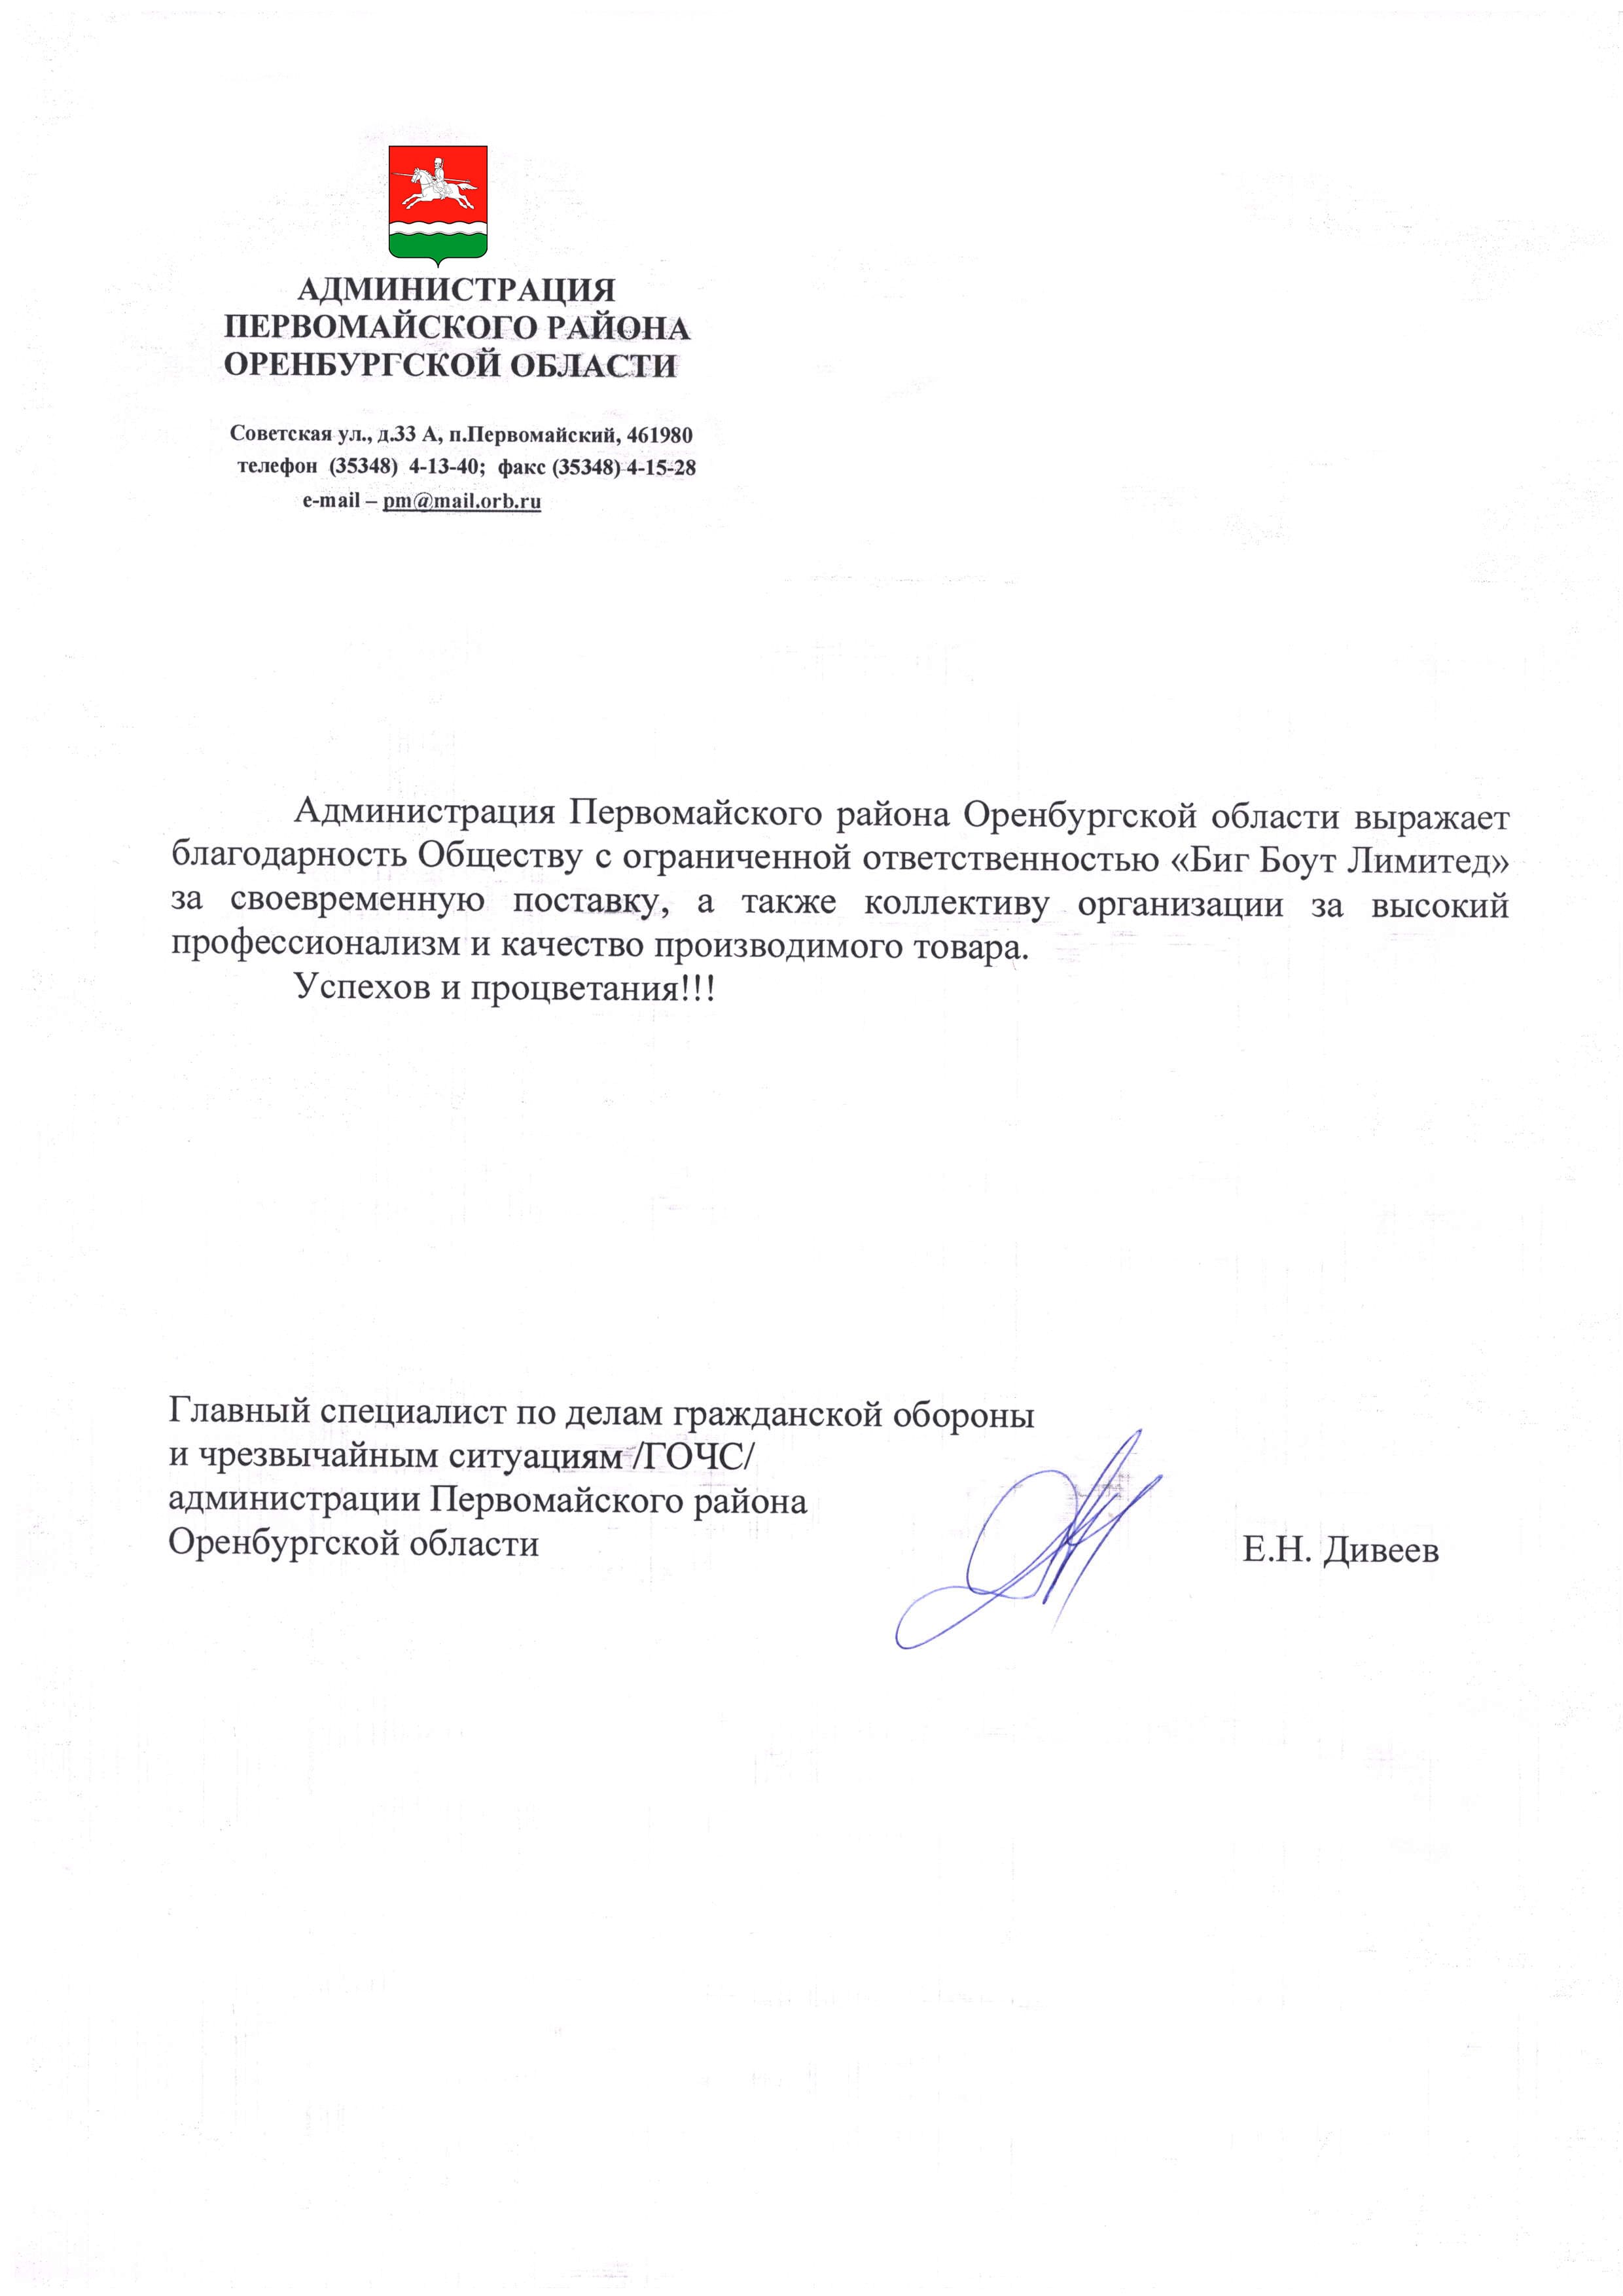 АДМИНИСТРАЦИЯ
ПЕРВОМАЙСКОГО РАЙОНА
ОРЕНБУРГСКОЙ ОБЛАСТИ
Советская ул., д.33 А, п.Первомайский, 461980
телефон (35348) 4-13-40; факс (35348) 4-15-28
e-mail – pm@mail.orb.ru
Администрация Первомайского района Оренбургской области выражает
благодарность Обществу с ограниченной ответственностью «Биг Боут Лимитед»
за своевременную поставку, а также коллективу организации за высокий
профессионализм и качество производимого товара.
Успехов и процветания!!!
Главный специалист по делам гражданской обороны
и чрезвычайным ситуациям /ГОЧС/
администрации Первомайского района
Оренбургской области Е.Н. Дивеев